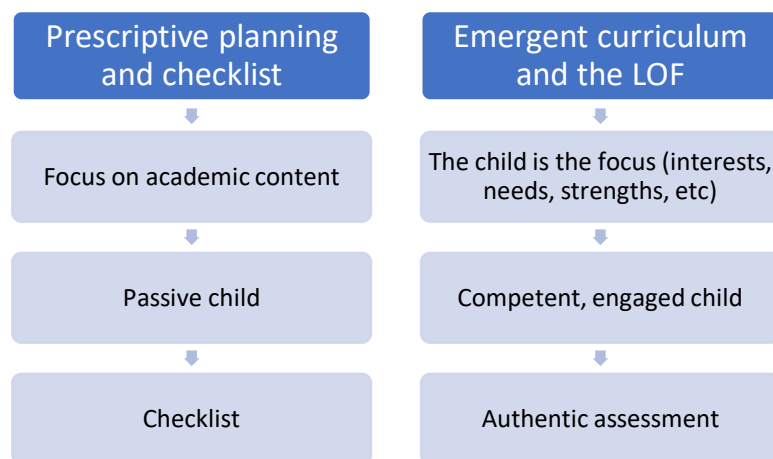 Prescriptive planning
and checklist
Focus on academic content
Passive child
Checklist
Emergent curriculum
and the LOF
The child is the focus (interests,
needs, strengths, etc)
Competent, engaged child
Authentic assessment